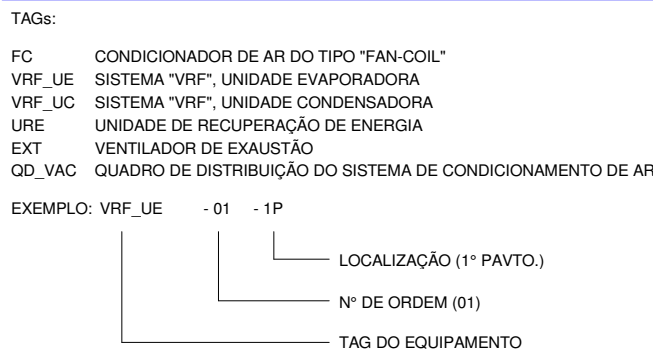 TAGs:
FC CONDICIONADOR DE AR DO TIPO "FAN-COIL"
VRF_UE SISTEMA "VRF", UNIDADE EVAPORADORA
VRF_UC SISTEMA "VRF", UNIDADE CONDENSADORA
URE UNIDADE DE RECUPERAÇÃO DE ENERGIA
EXT VENTILADOR DE EXAUSTÃO
QD_VAC QUADRO DE DISTRIBUIÇÃO DO SISTEMA DE CONDICIONAMENTO DE AR
EXEMPLO: VRF_UE - 01 - 1P
LOCALIZAÇÃO (1° PAVTO.)
N° DE ORDEM (01)
TAG DO EQUIPAMENTO